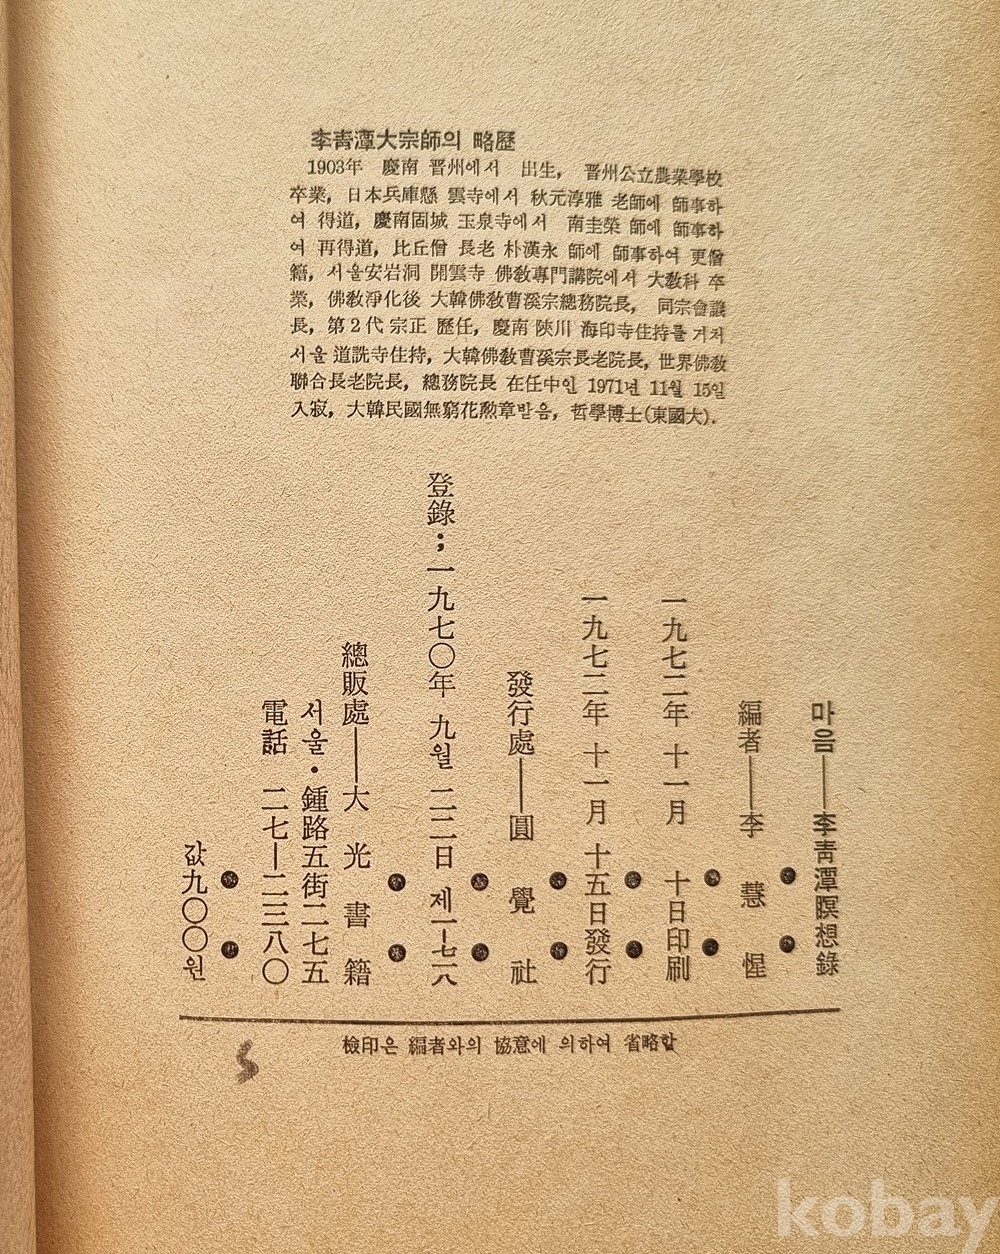 李靑潭大宗師의 略歷
1903年 慶南 晋州에서 出生, 晋州公立農業學校
卒業, 日本兵庫縣 雲寺에서 秋元淳雅 老師에 師事하
여 得道, 慶南固城 玉泉寺에서 南圭榮 師에 師事하
여 再得道, 比丘僧 長老 朴漢永 師에 師事하여 更僧
籍, 서울安岩洞 開雲寺 佛敎專門講院에서 大敎科 卒
業, 佛敎淨化後 大韓佛敎曹溪宗總務院長, 同宗會議
長, 第2代 宗正 歷任, 慶南 陜川 海印寺住持를 거쳐
서울 道詵寺住持, 大韓佛敎曹溪宗長老院長, 世界佛敎
聯合長老院長, 總務院長 在任中인 1971년 11월 15일
入寂, 大韓民國無窮花勲章받음, 哲學博士(東國大).
마음──李靑潭瞑想錄
編者──李慧惺
一九七二年 十一月 十日印刷
一九七二年 十一月 十五日發行
發行處──圓覺社
登錄;一九七〇年 九월 二二日 제一—七六
總販處──大光書籍
서울·鍾路五街二七五
電話 二七—二三八〇
값九〇〇원
檢印은 編者와의 協意에 의하여 省略함
kobay